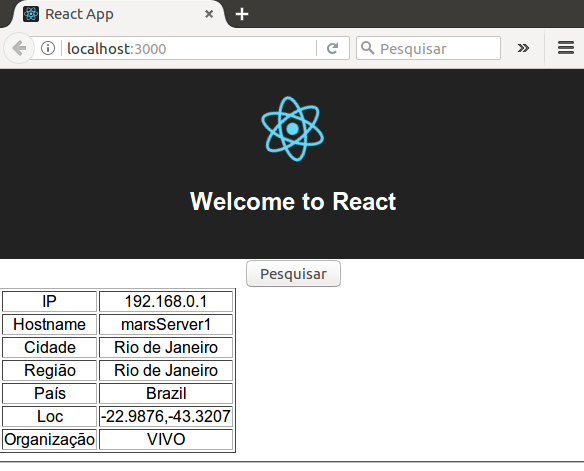 React App
localhost:3000
Pesquisar
Welcome to React
Pesquisar
IP 192.168.0.1
Hostname marsServer1
Cidade Rio de Janeiro
Região Rio de Janeiro
País Brazil
Loc -22.9876,-43.3207
Organização VIVO